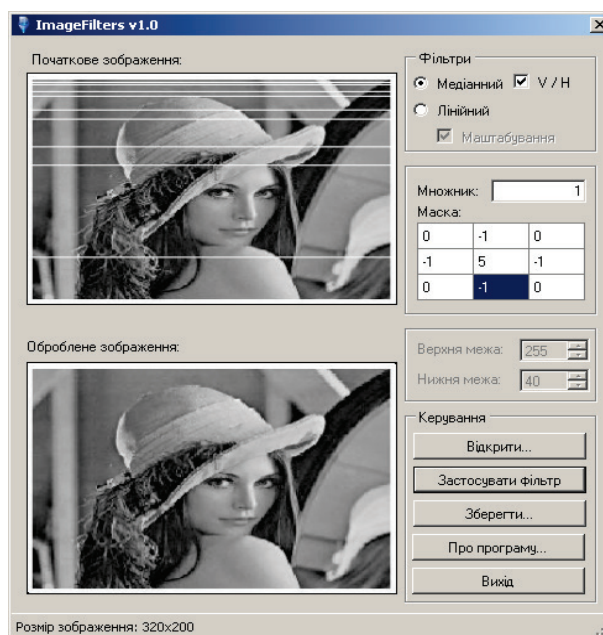 ImageFilters v1.0
Початкове зображення:
Фільтри
Медіанний V / H
Лінійний
Маштабування
Множник: 1
Маска:
0 -1 0
-1 5 -1
0 -1 0
Оброблене зображення:
Верхня межа: 255
Нижня межа: 40
Керування
Відкрити...
Застосувати фільтр
Зберегти...
Про програму...
Вихід
Розмір зображення: 320x200